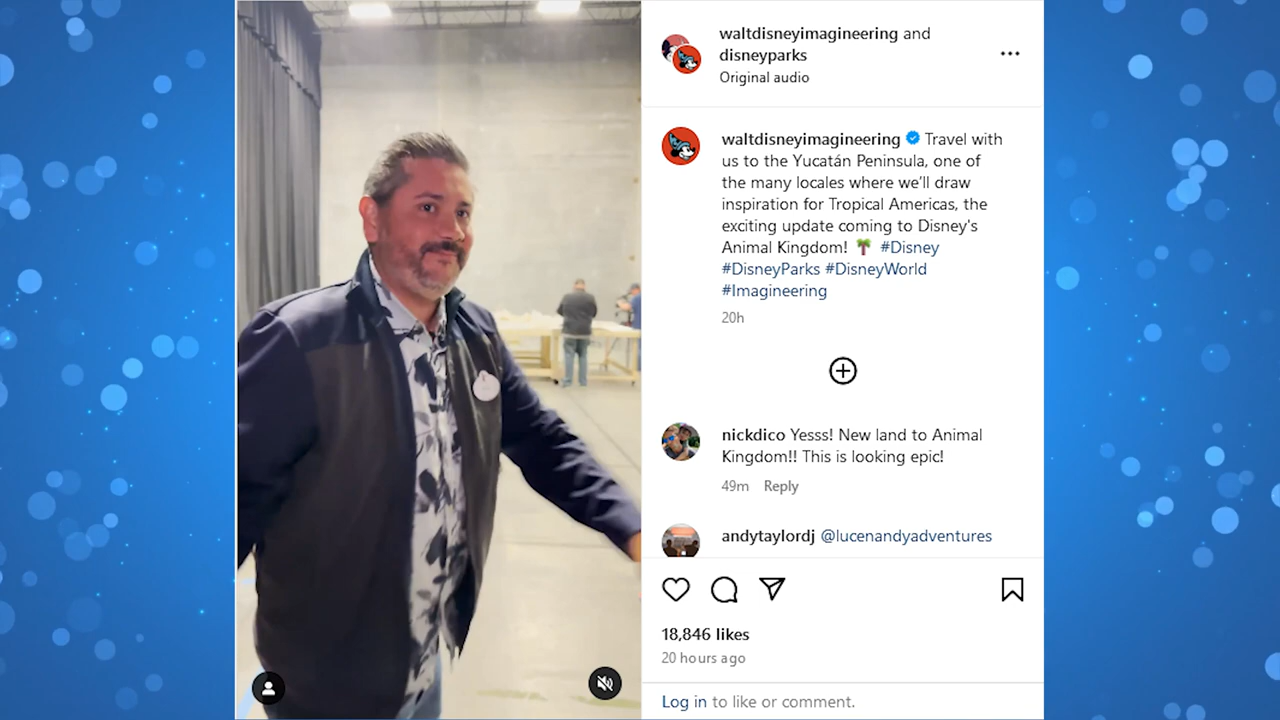 waltdisneyimagineering and
disneyparks
Original audio
waltdisneyimagineering Travel with
us to the Yucatán Peninsula, one of
the many locales where we'll draw
inspiration for Tropical Americas, the
exciting update coming to Disney's
Animal Kingdom! 🌴 #Disney
#DisneyParks #DisneyWorld
#Imagineering
20h
nickdico Yesss! New land to Animal
Kingdom!! This is looking epic!
49m Reply
andytaylordj @lucenandyadventures
18,846 likes
20 hours ago
Log in to like or comment.